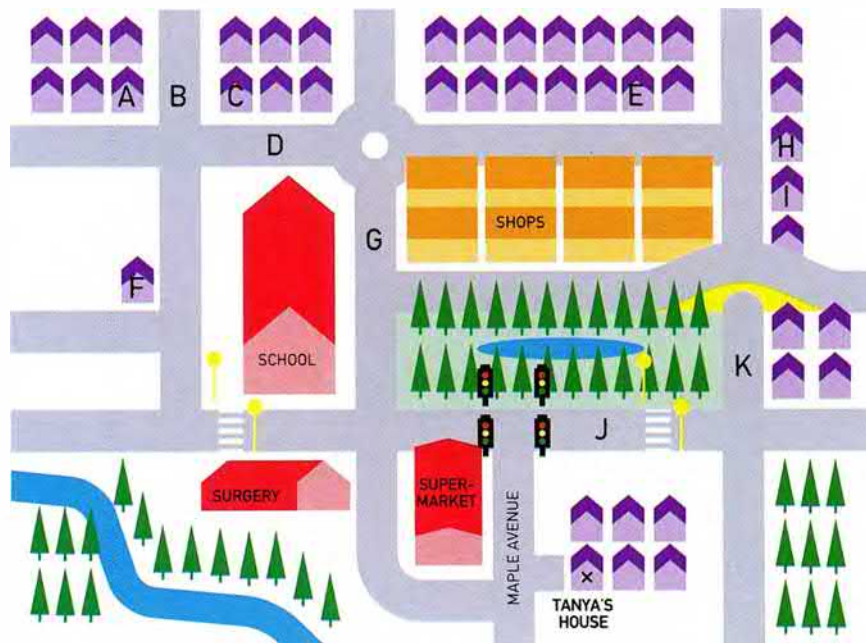 A
B
C
E
D
H
I
SHOPS
G
F
SCHOOL
K
J
SURGERY
SUPER-
MARKET
MAPLE AVENUE
×
TANYA'S
HOUSE